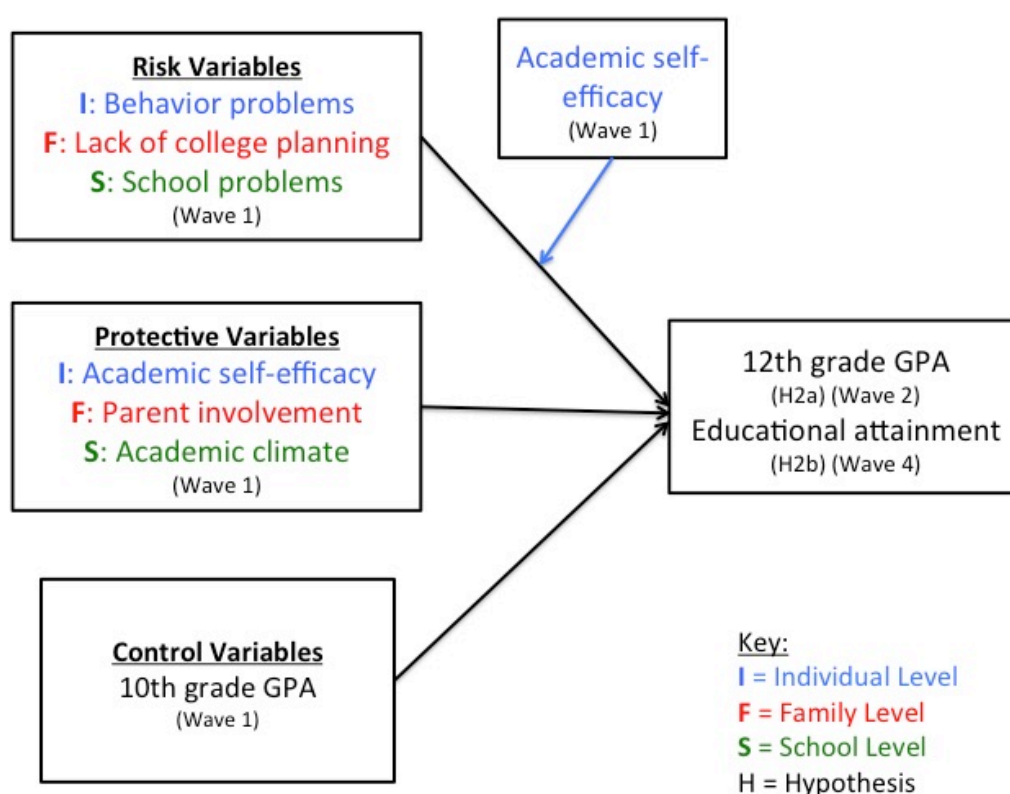 Risk Variables
I: Behavior problems
F: Lack of college planning
S: School problems
(Wave 1)
Academic self-
efficacy
(Wave 1)
Protective Variables
I: Academic self-efficacy
F: Parent involvement
S: Academic climate
(Wave 1)
12th grade GPA
(H2a) (Wave 2)
Educational attainment
(H2b) (Wave 4)
Control Variables
10th grade GPA
(Wave 1)
Key:
I = Individual Level
F = Family Level
S = School Level
H = Hypothesis